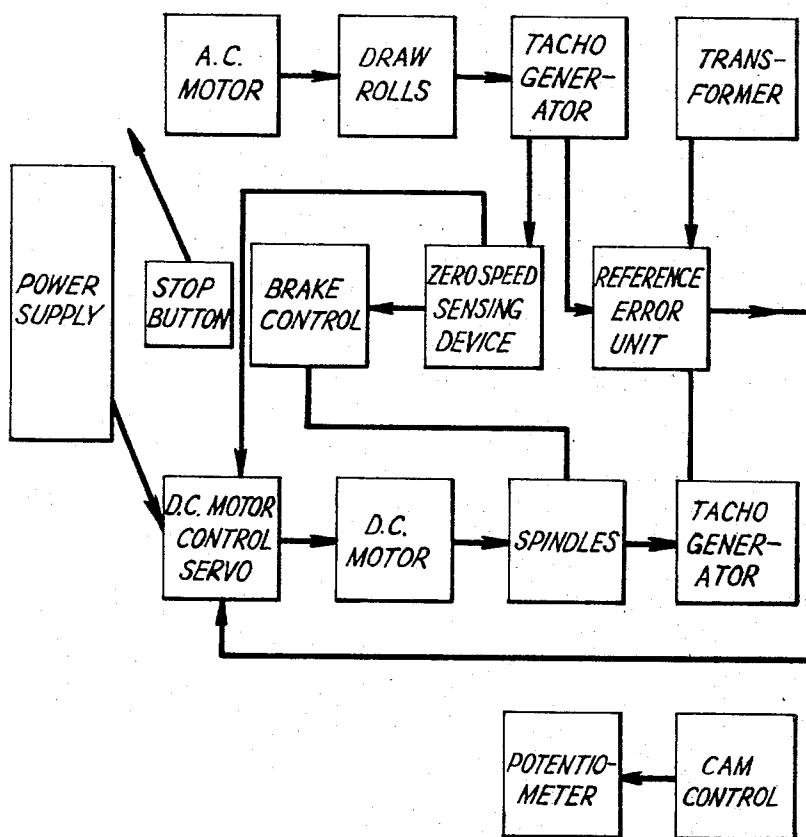 A.C.
MOTOR
DRAW
ROLLS
TACHO
GENER-
ATOR
TRANS-
FORMER
POWER
SUPPLY
STOP
BUTTON
BRAKE
CONTROL
ZERO SPEED
SENSING
DEVICE
REFERENCE
ERROR
UNIT
D.C. MOTOR
CONTROL
SERVO
D.C.
MOTOR
SPINDLES
TACHO
GENER-
ATOR
POTENTIO-
METER
CAM
CONTROL